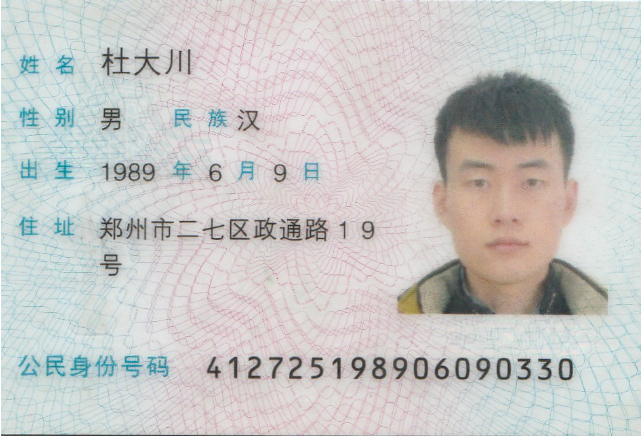 姓名 杜大川
性别 男 民族 汉
出生 1989 年 6 月 9 日
住址 郑州市二七区政通路19
号
公民身份号码 412725198906090330